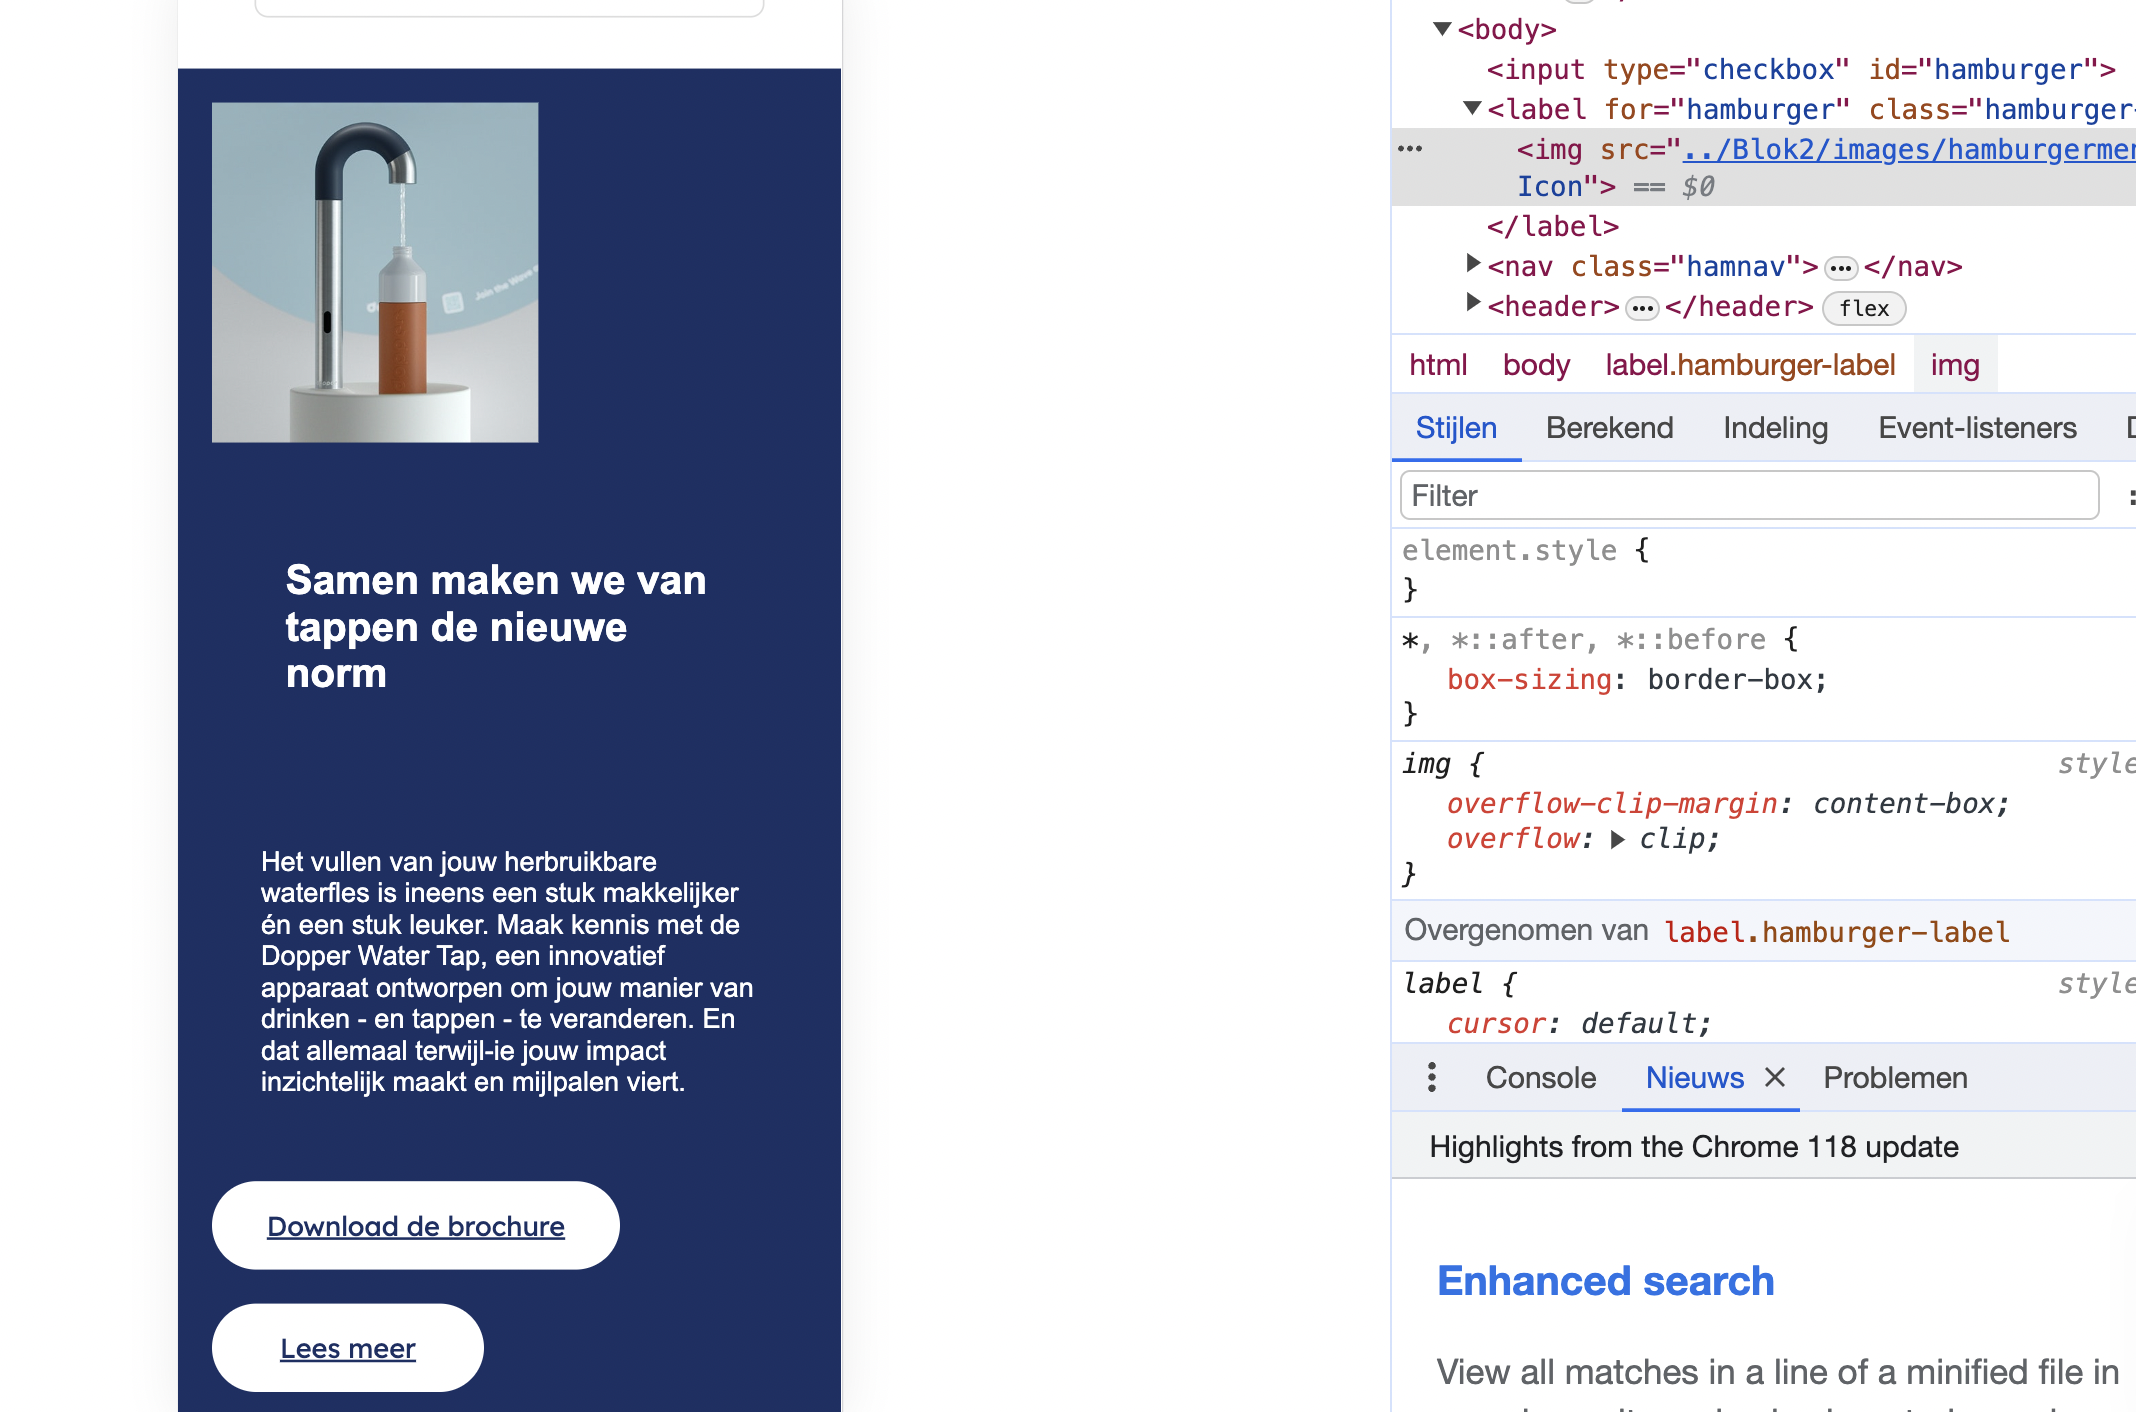 Join the Wave
Samen maken we van
tappen de nieuwe
norm
Het vullen van jouw herbruikbare
waterfles is ineens een stuk makkelijker
én een stuk leuker. Maak kennis met de
Dopper Water Tap, een innovatief
apparaat ontworpen om jouw manier van
drinken - en tappen - te veranderen. En
dat allemaal terwijl-ie jouw impact
inzichtelijk maakt en mijlpalen viert.
Download de brochure
Lees meer
<body>
<input type="checkbox" id="hamburger">
<label for="hamburger" class="hamburger-
<img src="../Blok2/images/hamburgermen
Icon"> == $0
</label>
<nav class="hamnav"> ••• </nav>
<header> ••• </header> flex
html body label.hamburger-label img
Stijlen Berekend Indeling Event-listeners
Filter
element.style {
}
*, *::after, *::before {
box-sizing: border-box;
}
img {
style
overflow-clip-margin: content-box;
overflow: ▶ clip;
}
Overgenomen van label.hamburger-label
label {
style
cursor: default;
Console Nieuws × Problemen
Highlights from the Chrome 118 update
Enhanced search
View all matches in a line of a minified file in